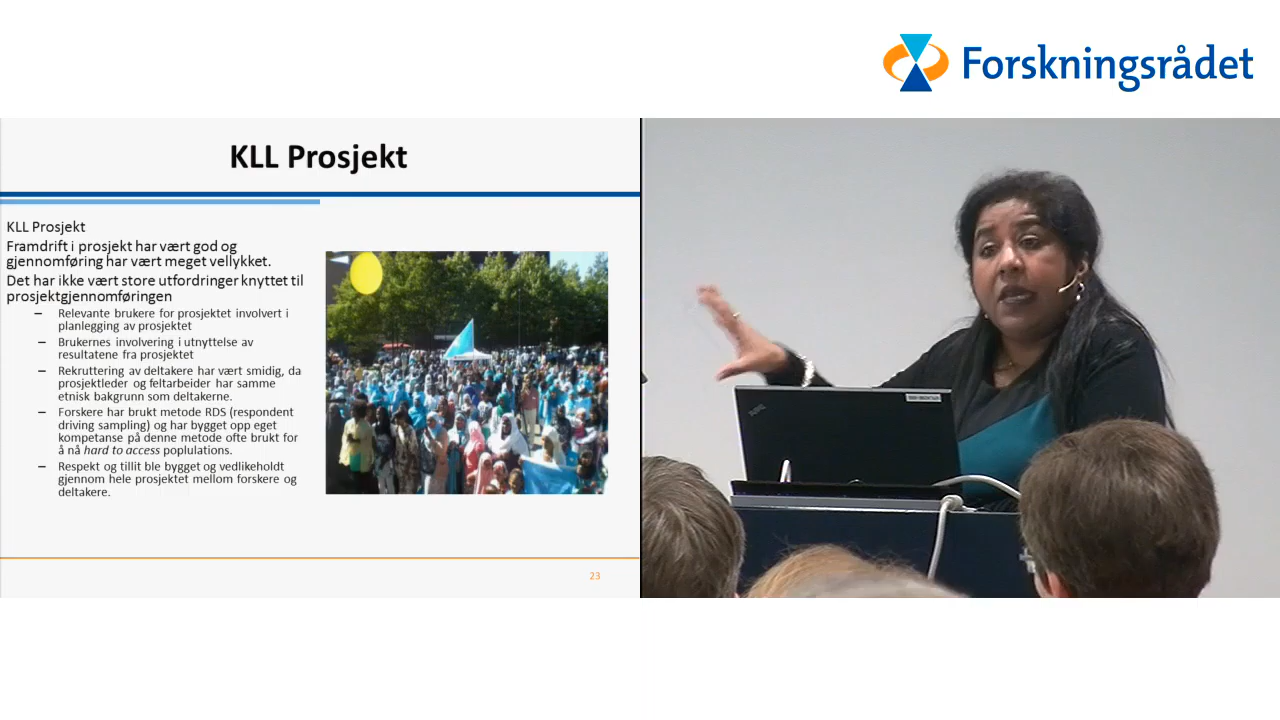 Forskningsrådet
KLL Prosjekt
KLL Prosjekt
Framdrift i prosjekt har vært god og
gjennomføring har vært meget vellykket.
Det har ikke vært store utfordringer knyttet til
prosjektgjennomføringen
– Relevante brukere for prosjektet involvert i
planlegging av prosjektet
– Brukernes involvering i utnyttelse av
resultatene fra prosjektet
– Rekruttering av deltakere har vært smidig, da
prosjektleder og feltarbeider har samme
etnisk bakgrunn som deltakerne.
– Forskere har brukt metode RDS (respondent
driving sampling) og har bygget opp eget
kompetanse på denne metode ofte brukt for
å nå hard to access poplulations.
– Respekt og tillit ble bygget og vedlikeholdt
gjennom hele prosjektet mellom forskere og
deltakere.
23